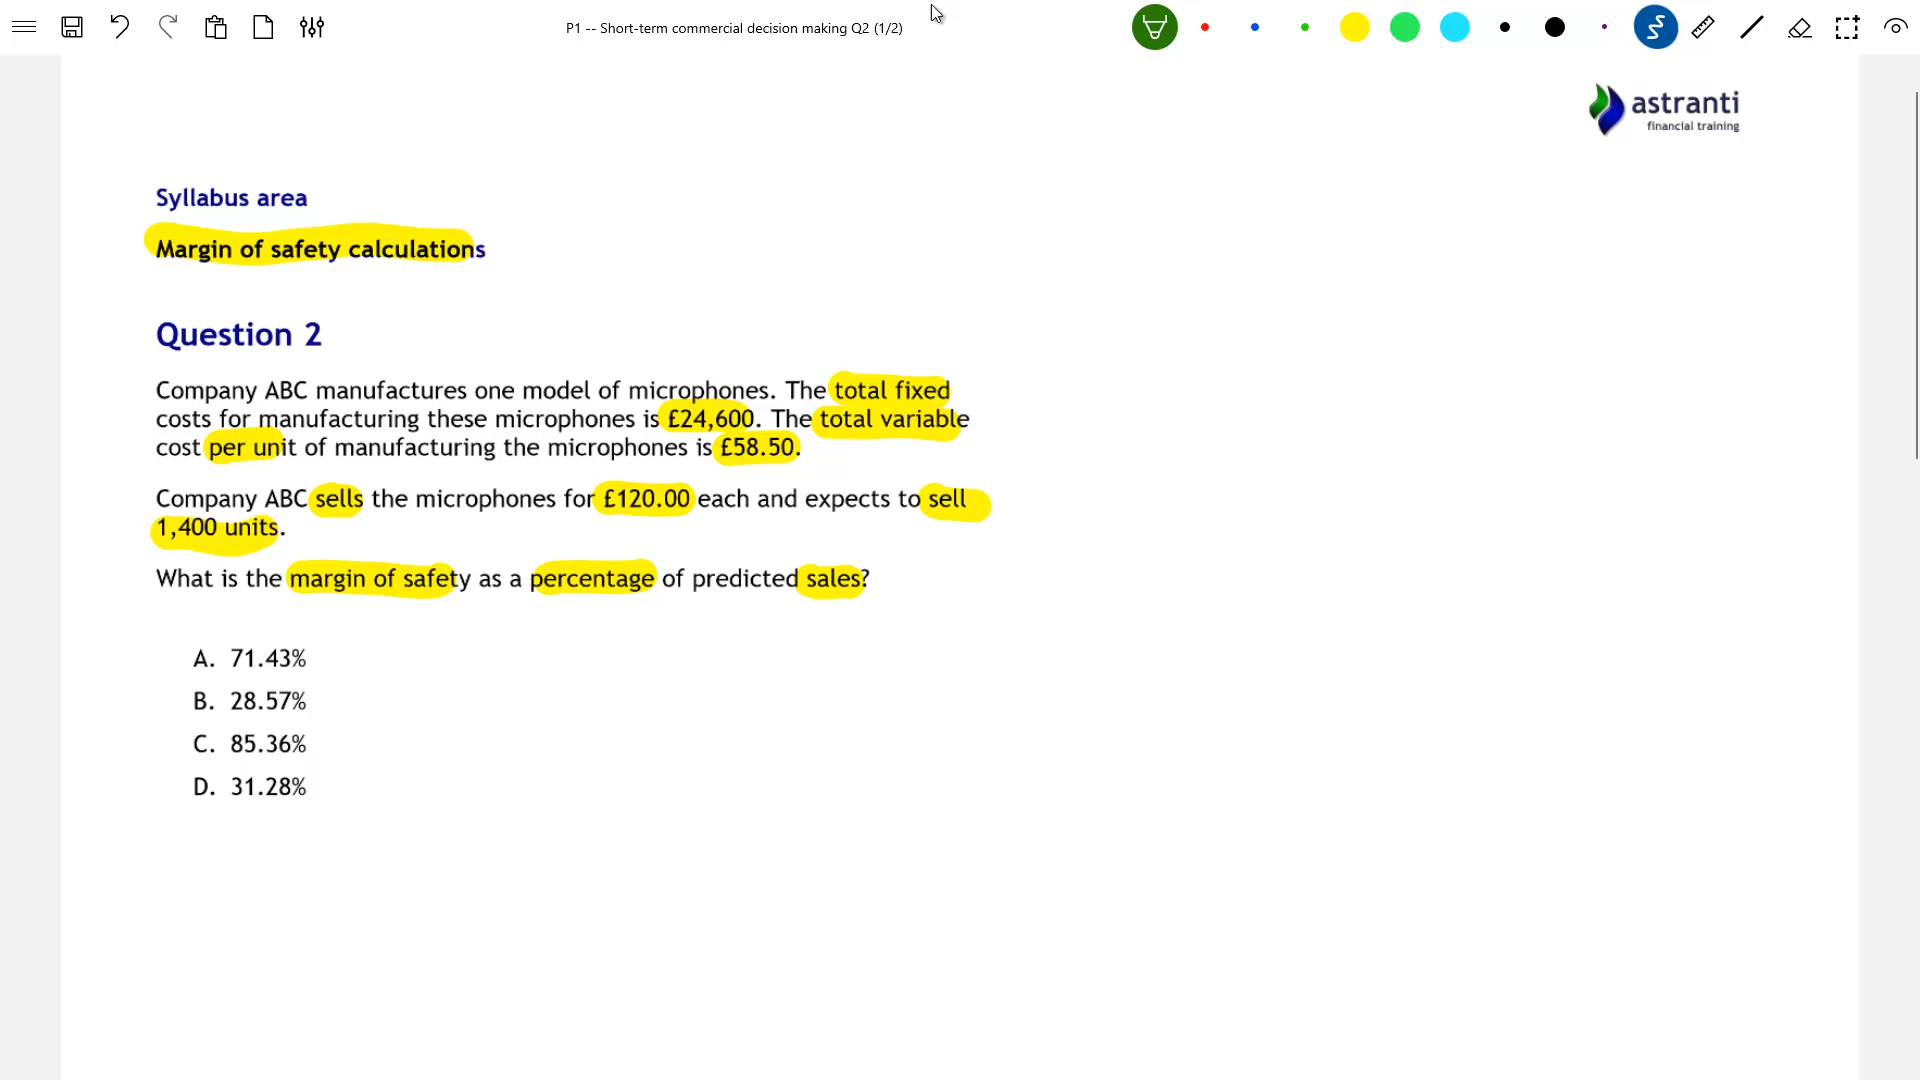 P1 -- Short-term commercial decision making Q2 (1/2)
astranti
financial training
Syllabus area
Margin of safety calculations
Question 2
Company ABC manufactures one model of microphones. The total fixed
costs for manufacturing these microphones is £24,600. The total variable
cost per unit of manufacturing the microphones is £58.50.
Company ABC sells the microphones for £120.00 each and expects to sell
1,400 units.
What is the margin of safety as a percentage of predicted sales?
A. 71.43%
B. 28.57%
C. 85.36%
D. 31.28%